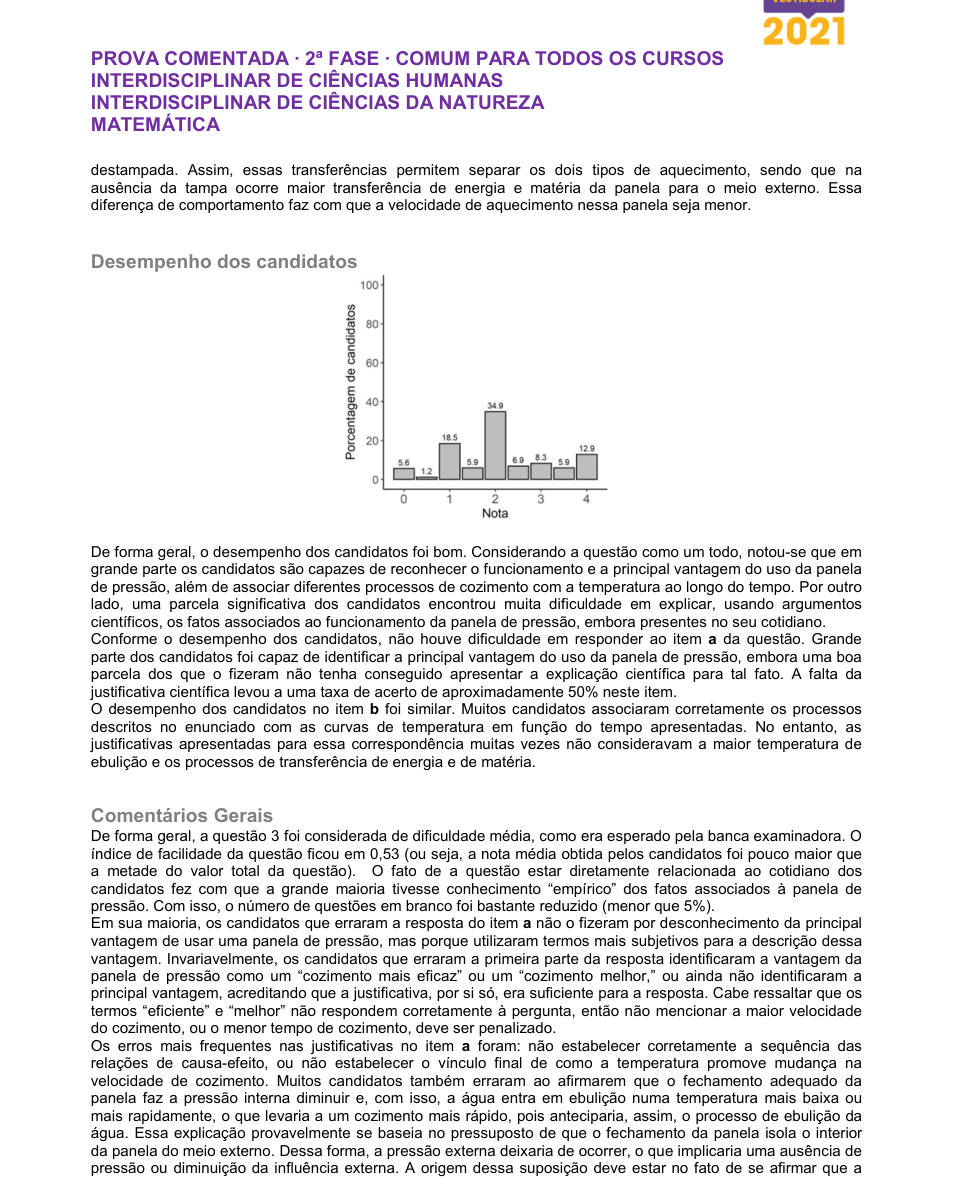 VESTIBULAR
2021
PROVA COMENTADA · 2ª FASE · COMUM PARA TODOS OS CURSOS
INTERDISCIPLINAR DE CIÊNCIAS HUMANAS
INTERDISCIPLINAR DE CIÊNCIAS DA NATUREZA
MATEMÁTICA
destampada. Assim, essas transferências permitem separar os dois tipos de aquecimento, sendo que na
ausência da tampa ocorre maior transferência de energia e matéria da panela para o meio externo. Essa
diferença de comportamento faz com que a velocidade de aquecimento nessa panela seja menor.
Desempenho dos candidatos
Porcentagem de candidatos
100
80
60
40
20
0
5.6
1.2
18.5
5.9
34.9
6.9
8.3
5.9
12.9
0 1 2 3 4
Nota
De forma geral, o desempenho dos candidatos foi bom. Considerando a questão como um todo, notou-se que em
grande parte os candidatos são capazes de reconhecer o funcionamento e a principal vantagem do uso da panela
de pressão, além de associar diferentes processos de cozimento com a temperatura ao longo do tempo. Por outro
lado, uma parcela significativa dos candidatos encontrou muita dificuldade em explicar, usando argumentos
científicos, os fatos associados ao funcionamento da panela de pressão, embora presentes no seu cotidiano.
Conforme o desempenho dos candidatos, não houve dificuldade em responder ao item a da questão. Grande
parte dos candidatos foi capaz de identificar a principal vantagem do uso da panela de pressão, embora uma boa
parcela dos que o fizeram não tenha conseguido apresentar a explicação científica para tal fato. A falta da
justificativa científica levou a uma taxa de acerto de aproximadamente 50% neste item.
O desempenho dos candidatos no item b foi similar. Muitos candidatos associaram corretamente os processos
descritos no enunciado com as curvas de temperatura em função do tempo apresentadas. No entanto, as
justificativas apresentadas para essa correspondência muitas vezes não consideravam a maior temperatura de
ebulição e os processos de transferência de energia e de matéria.
Comentários Gerais
De forma geral, a questão 3 foi considerada de dificuldade média, como era esperado pela banca examinadora. O
índice de facilidade da questão ficou em 0,53 (ou seja, a nota média obtida pelos candidatos foi pouco maior que
a metade do valor total da questão). O fato de a questão estar diretamente relacionada ao cotidiano dos
candidatos fez com que a grande maioria tivesse conhecimento “empírico” dos fatos associados à panela de
pressão. Com isso, o número de questões em branco foi bastante reduzido (menor que 5%).
Em sua maioria, os candidatos que erraram a resposta do item a não o fizeram por desconhecimento da principal
vantagem de usar uma panela de pressão, mas porque utilizaram termos mais subjetivos para a descrição dessa
vantagem. Invariavelmente, os candidatos que erraram a primeira parte da resposta identificaram a vantagem da
panela de pressão como um “cozimento mais eficaz” ou um “cozimento melhor,” ou ainda não identificaram a
principal vantagem, acreditando que a justificativa, por si só, era suficiente para a resposta. Cabe ressaltar que os
termos “eficiente” e “melhor” não respondem corretamente à pergunta, então não mencionar a maior velocidade
do cozimento, ou o menor tempo de cozimento, deve ser penalizado.
Os erros mais frequentes nas justificativas no item a foram: não estabelecer corretamente a sequência das
relações de causa-efeito, ou não estabelecer o vínculo final de como a temperatura promove mudança na
velocidade de cozimento. Muitos candidatos também erraram ao afirmarem que o fechamento adequado da
panela faz a pressão interna diminuir e, com isso, a água entra em ebulição numa temperatura mais baixa ou
mais rapidamente, o que levaria a um cozimento mais rápido, pois anteciparia, assim, o processo de ebulição da
água. Essa explicação provavelmente se baseia no pressuposto de que o fechamento da panela isola o interior
da panela do meio externo. Dessa forma, a pressão externa deixaria de ocorrer, o que implicaria uma ausência de
pressão ou diminuição da influência externa. A origem dessa suposição deve estar no fato de se afirmar que a